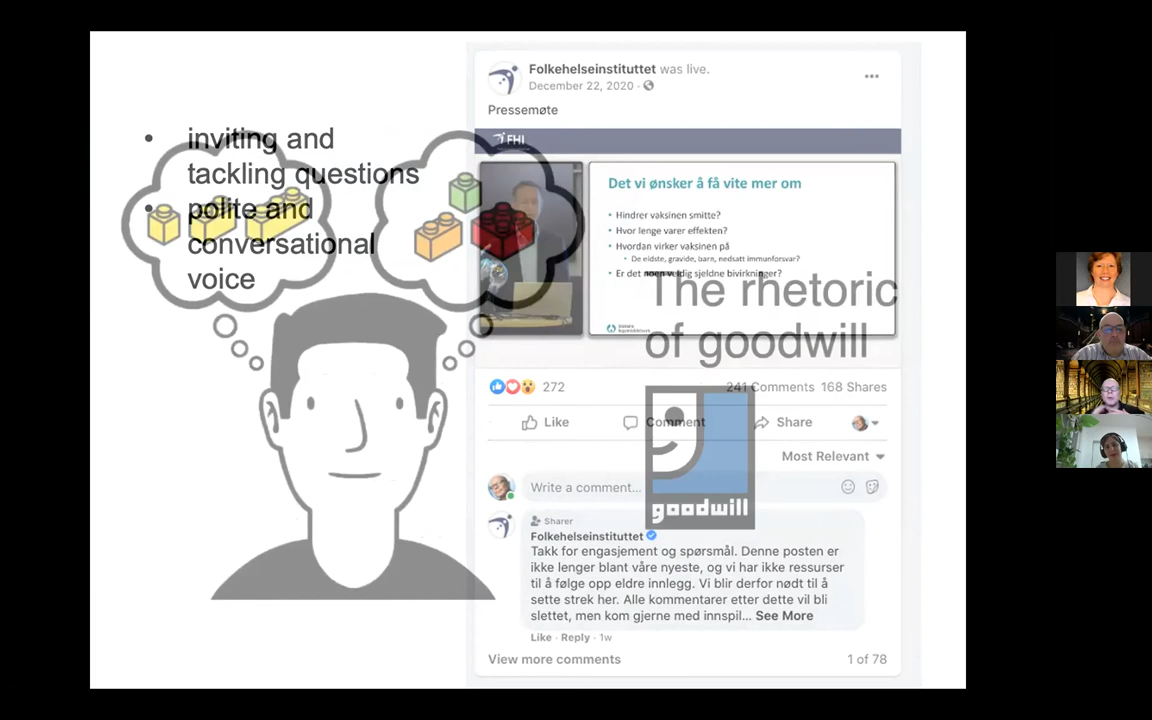 • inviting and
tackling questions
• polite and
conversational
voice
Folkehelseinstituttet was live.
December 22, 2020 ·
Pressemøte
FHI
Det vi ønsker å få vite mer om
• Hindrer vaksinen smitte?
• Hvor lenge varer effekten?
• Hvordan virker vaksinen på
• De eldste, gravide, barn, nedsatt immunforsvar?
• Er det noen veldig sjeldne bivirkninger?
The rhetoric
of goodwill
272
241 Comments 168 Shares
Like Comment Share
Most Relevant
Write a comment...
goodwill
Sharer
Folkehelseinstituttet
Takk for engasjement og spørsmål. Denne posten er
ikke lenger blant våre nyeste, og vi har ikke ressurser
til å følge opp eldre innlegg. Vi blir derfor nødt til å
sette strek her. Alle kommentarer etter dette vil bli
slettet, men kom gjerne med innspil... See More
Like · Reply · 1w
View more comments 1 of 78